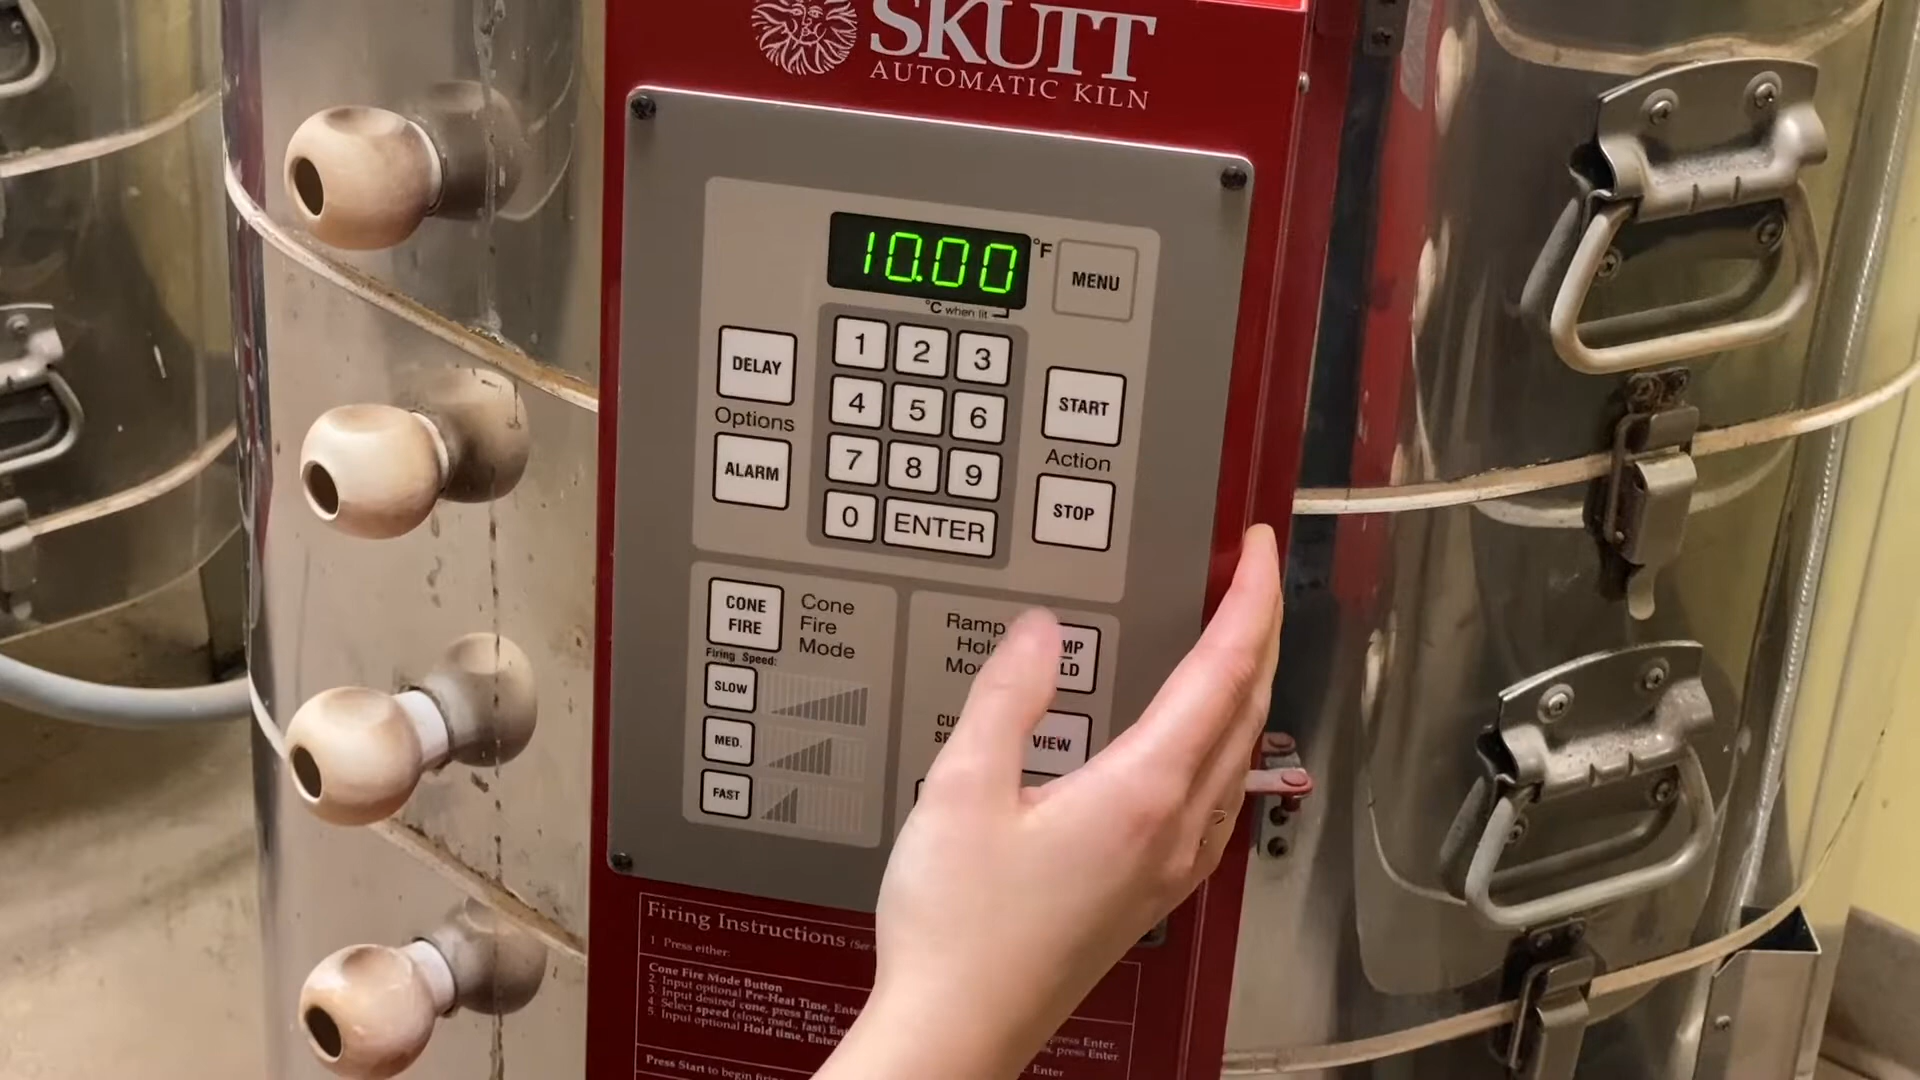 SKUTT
AUTOMATIC KILN
10.00
°F
MENU
°C when lit
1 2 3
DELAY
START
4 5 6
Options
Action
7 8 9
ALARM
STOP
0 ENTER
CONE
FIRE
Cone
Fire
Mode
Ramp
VIEW
Firing Speed:
SLOW
MED.
FAST
Firing Instructions (See
1 Press either:
Cone Fire Mode Button
2. Input optional Pre-Heat Time,
3. Input desired cone, press Enter
4. Select speed (slow, med., fast)
5. Input optional Hold time, Enter
press Enter.
press Enter
Enter
Press Start to begin